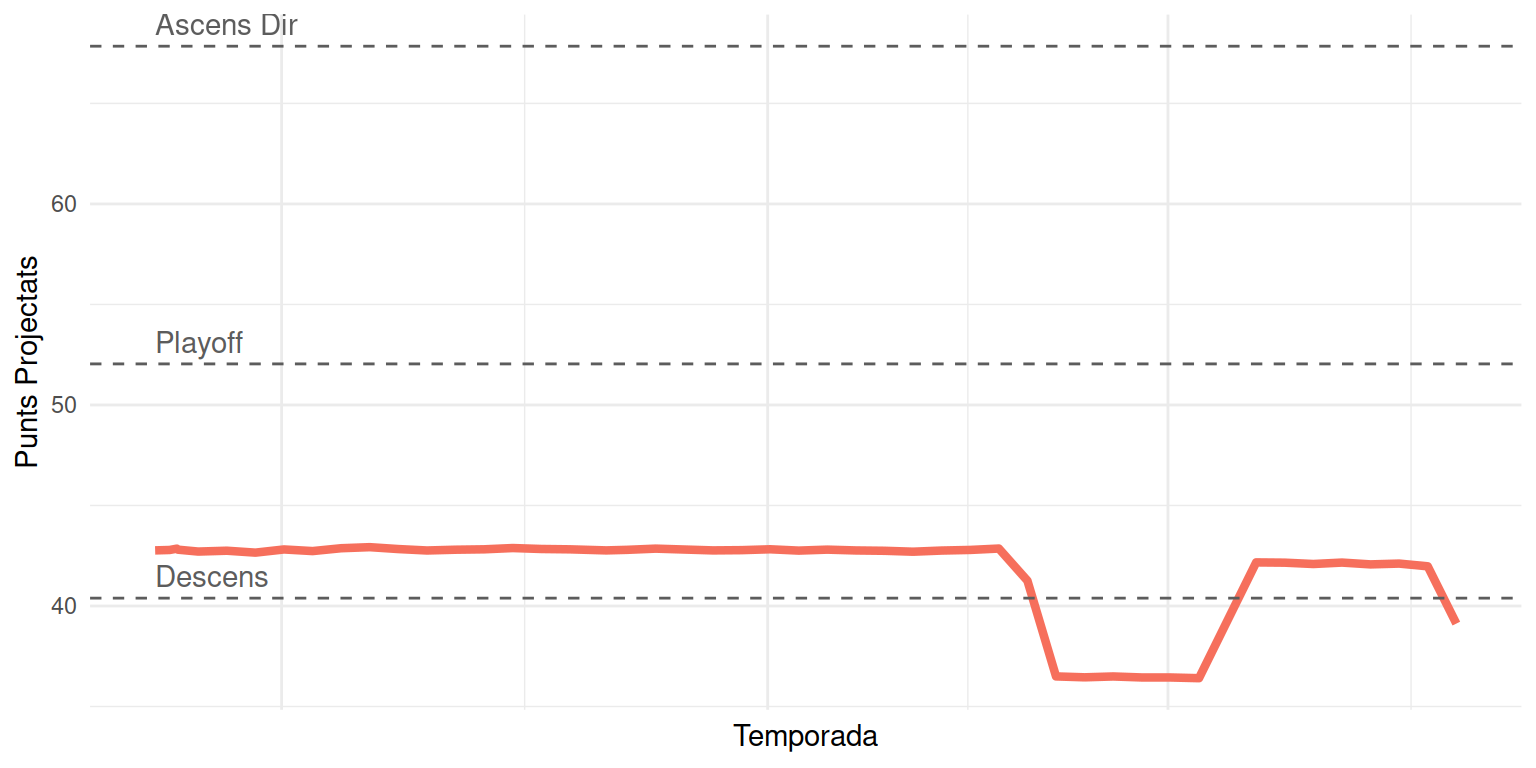 Ascens Dir
60
Playoff
50
Descens
40
Punts Projectats
Temporada